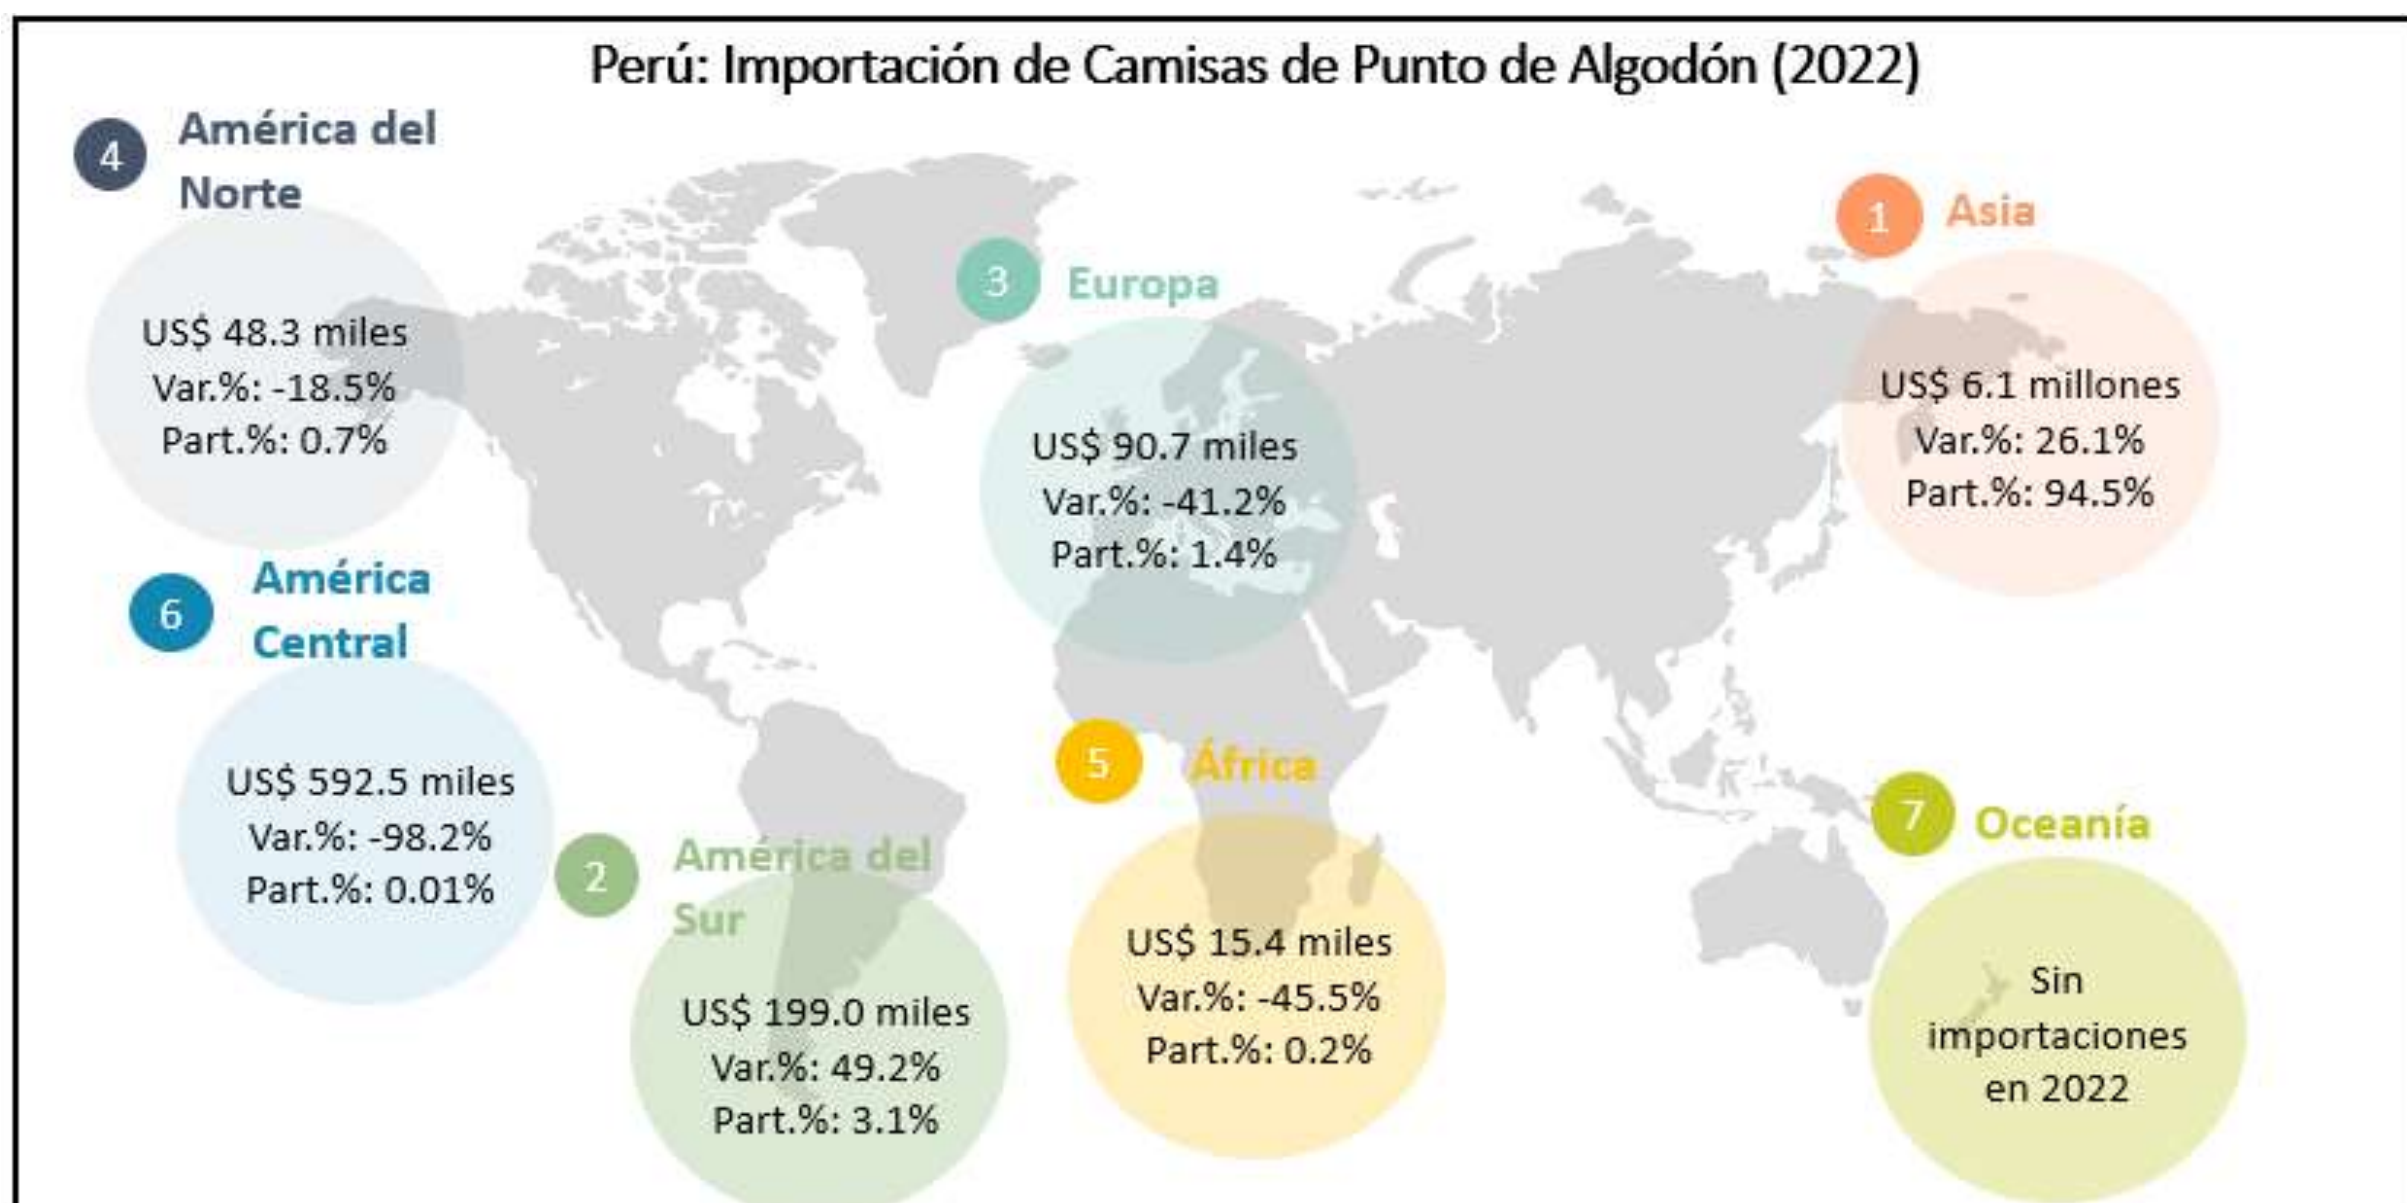 Perú: Importación de Camisas de Punto de Algodón (2022)
4
América del
Norte
US$ 48.3 miles
Var.%: -18.5%
Part.%: 0.7%
3
Europa
US$ 90.7 miles
Var.%: -41.2%
Part.%: 1.4%
1
Asia
US$ 6.1 millones
Var.%: 26.1%
Part.%: 94.5%
6
América
Central
US$ 592.5 miles
Var.%: -98.2%
Part.%: 0.01%
2
América del
Sur
US$ 199.0 miles
Var.%: 49.2%
Part.%: 3.1%
5
África
US$ 15.4 miles
Var.%: -45.5%
Part.%: 0.2%
7
Oceanía
Sin
importaciones
en 2022